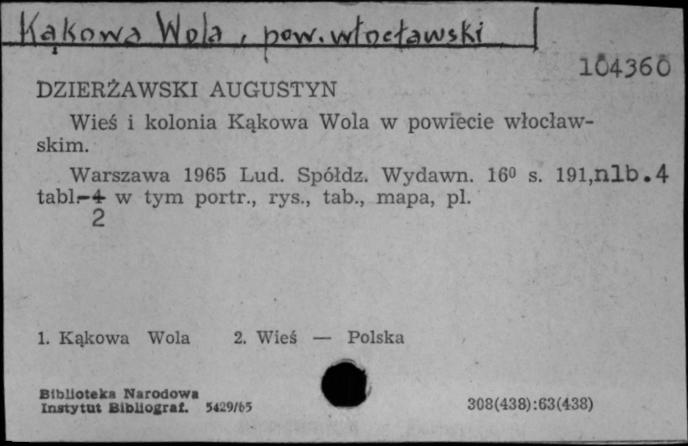 Kąkowa Wola, pow. włocławski
104360
DZIERŻAWSKI AUGUSTYN
Wieś i kolonia Kąkowa Wola w powiecie włocław-
skim.
Warszawa 1965 Lud. Spółdz. Wydawn. 16⁰ s. 191,nlb.4
tabl. 4 w tym portr., rys., tab., mapa, pl.
2
1. Kąkowa Wola 2. Wieś — Polska
Biblioteka Narodowa
Instytut Bibliograf. 5429/65
308(438):63(438)